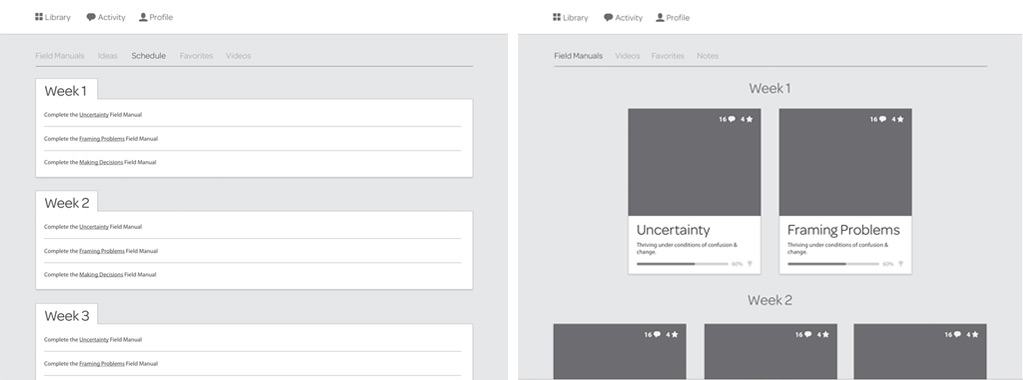 Library Activity Profile
Field Manuals Ideas Schedule Favorites Videos
Week 1
Complete the Uncertainty Field Manual
Complete the Framing Problems Field Manual
Complete the Making Decisions Field Manual
Week 2
Complete the Uncertainty Field Manual
Complete the Framing Problems Field Manual
Complete the Making Decisions Field Manual
Week 3
Complete the Uncertainty Field Manual
Complete the Framing Problems Field Manual
Library Activity Profile
Field Manuals Videos Favorites Notes
Week 1
16 4
Uncertainty
Thriving under conditions of confusion &
change.
60%
16 4
Framing Problems
Thriving under conditions of confusion &
change.
60%
Week 2
16 4
16 4
16 4